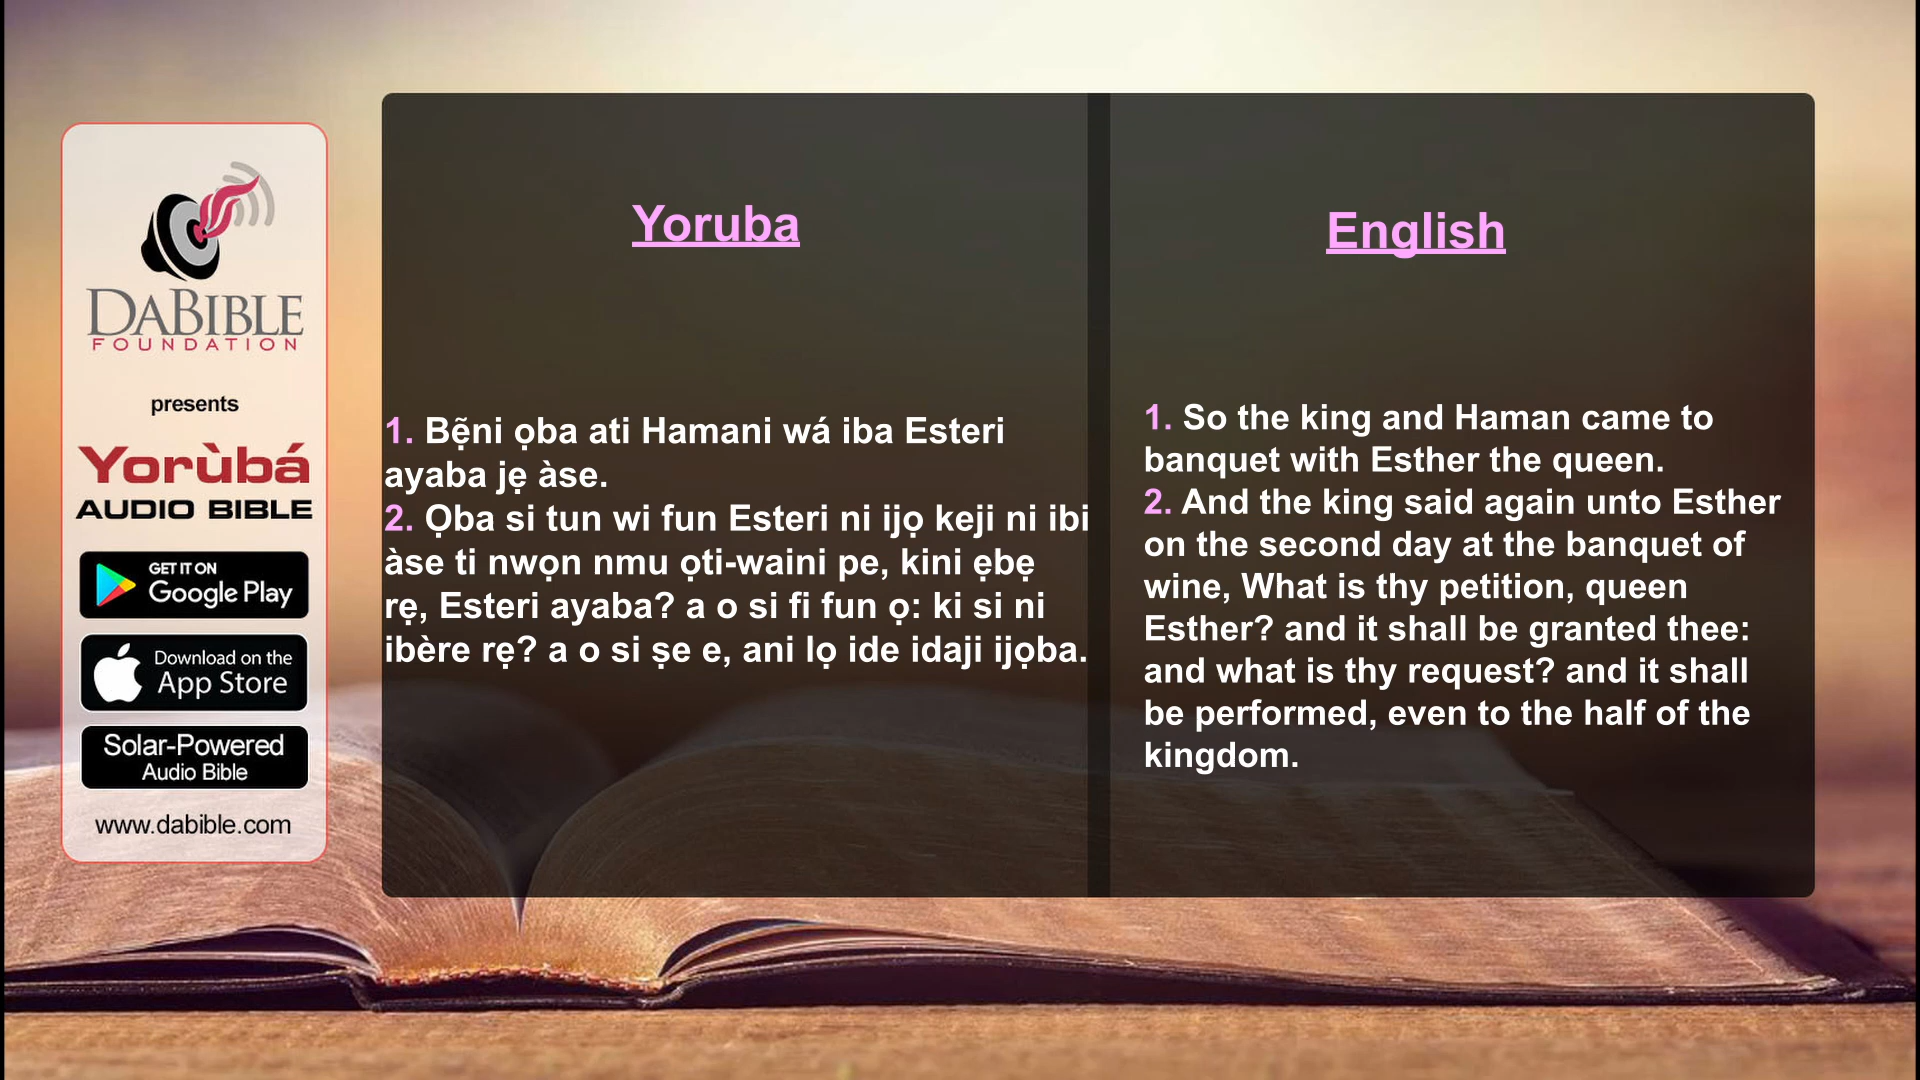 DABIBLE
FOUNDATION
presents
Yorùbá
AUDIO BIBLE
GET IT ON
Google Play
Download on the
App Store
Solar-Powered
Audio Bible
www.dabible.com
Yoruba
1. Bẹ̃ni ọba ati Hamani wá iba Esteri
ayaba jẹ àse.
2. Ọba si tun wi fun Esteri ni ijọ keji ni ibi
àse ti nwọn nmu ọti-waini pe, kini ẹbẹ
rẹ, Esteri ayaba? a o si fi fun ọ: ki si ni
ibère rẹ? a o si ṣe e, ani lọ ide idaji ijọba.
English
1. So the king and Haman came to
banquet with Esther the queen.
2. And the king said again unto Esther
on the second day at the banquet of
wine, What is thy petition, queen
Esther? and it shall be granted thee:
and what is thy request? and it shall
be performed, even to the half of the
kingdom.